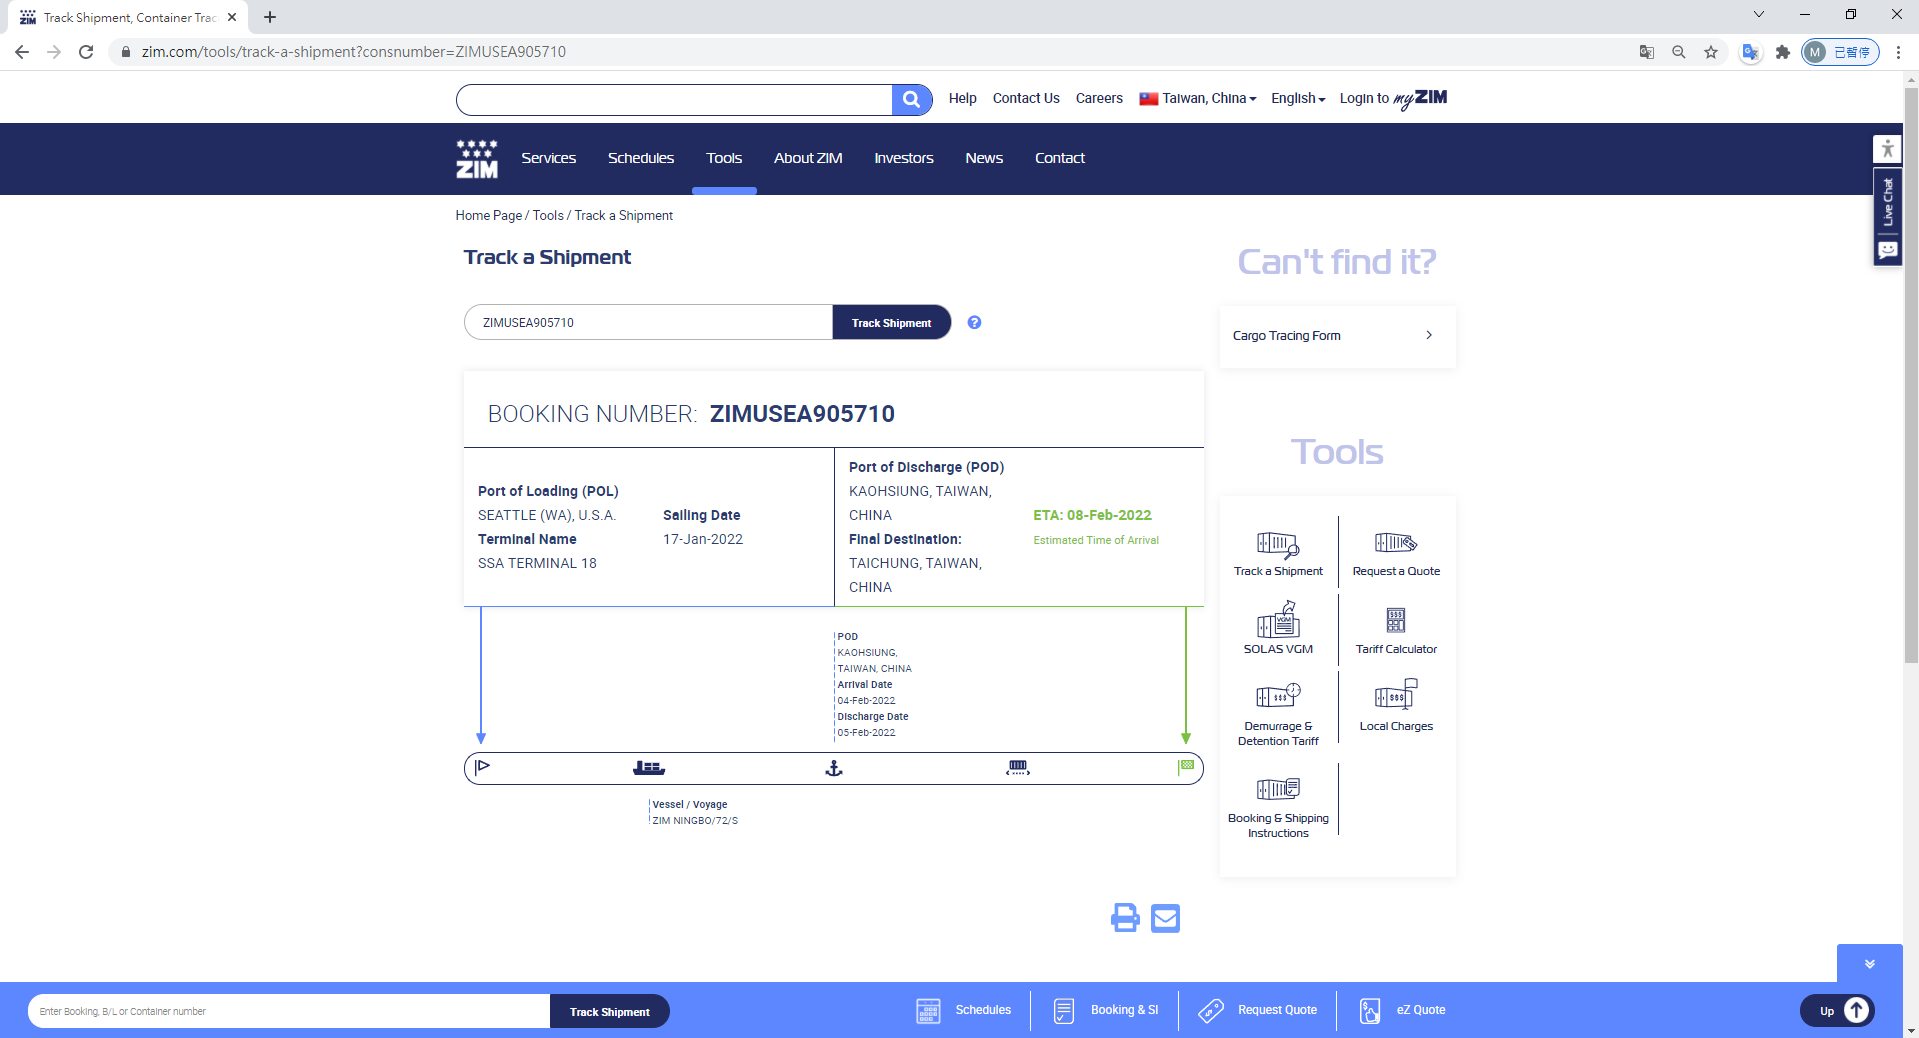 Track Shipment, Container Trac
zim.com/tools/track-a-shipment?consnumber=ZIMUSEA905710
M 已暫停
Help Contact Us Careers Taiwan, China English Login to myZIM
ZIM Services Schedules Tools About ZIM Investors News Contact
Live Chat
Home Page / Tools / Track a Shipment
Track a Shipment
Can't find it?
ZIMUSEA905710 Track Shipment ?
Cargo Tracing Form
BOOKING NUMBER: ZIMUSEA905710
Port of Loading (POL)
SEATTLE (WA), U.S.A.
Terminal Name
SSA TERMINAL 18
Sailing Date
17-Jan-2022
Port of Discharge (POD)
KAOHSIUNG, TAIWAN,
CHINA
Final Destination:
TAICHUNG, TAIWAN,
CHINA
ETA: 08-Feb-2022
Estimated Time of Arrival
POD
KAOHSIUNG,
TAIWAN, CHINA
Arrival Date
04-Feb-2022
Discharge Date
05-Feb-2022
Vessel / Voyage
ZIM NINGBO/72/S
Tools
Track a Shipment
Request a Quote
VGM
SOLAS VGM
$$$
Tariff Calculator
$$$
Demurrage &
Detention Tariff
$$$
Local Charges
Booking & Shipping
Instructions
Enter Booking, B/L or Container number Track Shipment
Schedules Booking & SI Request Quote eZ Quote
Up